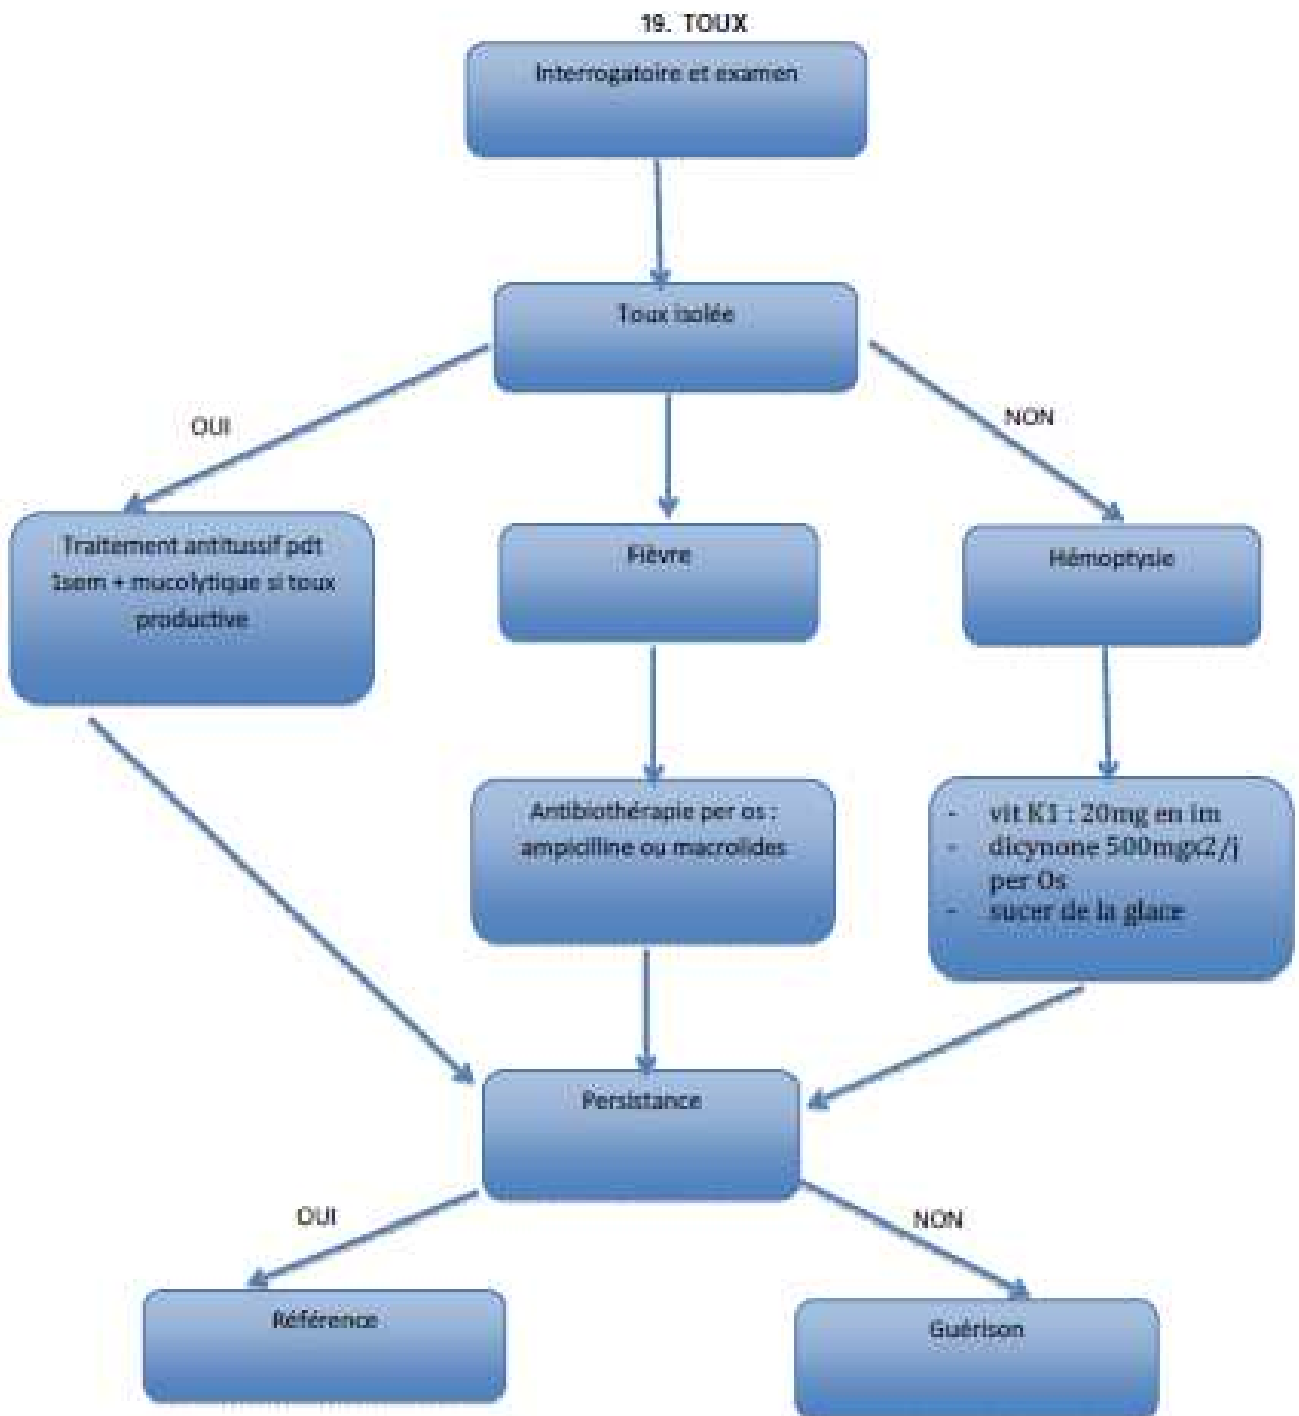 19. TOUX
Interrogatoire et examen
Toux isolée
OUI
NON
Traitement antitussif pdt
1sem + mucolytique si toux
productive
Fièvre
Hémoptysie
Antibiothérapie per os :
ampicilline ou macrolides
- vit K1 : 20mg en im
- dicynone 500mgx2/j
per Os
- sucer de la glace
Persistance
OUI
NON
Référence
Guérison